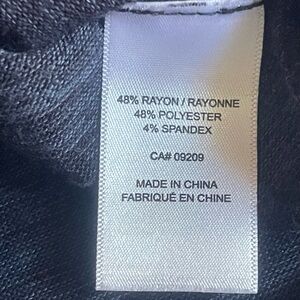 48% RAYON / RAYONNE
48% POLYESTER
4% SPANDEX
CA# 09209
MADE IN CHINA
FABRIQUÉ EN CHINE